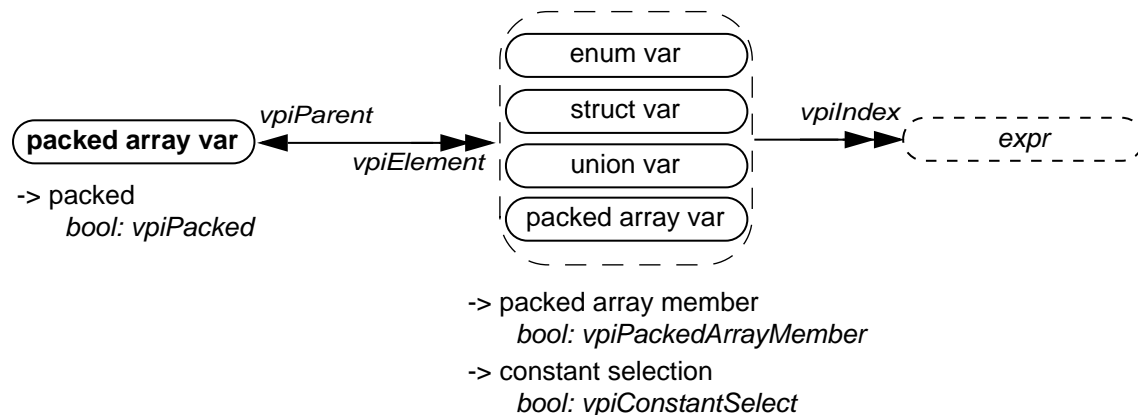 enum var
struct var
union var
packed array var
packed array var
vpiParent
vpiElement
vpiIndex
expr
-> packed
bool: vpiPacked
-> packed array member
bool: vpiPackedArrayMember
-> constant selection
bool: vpiConstantSelect